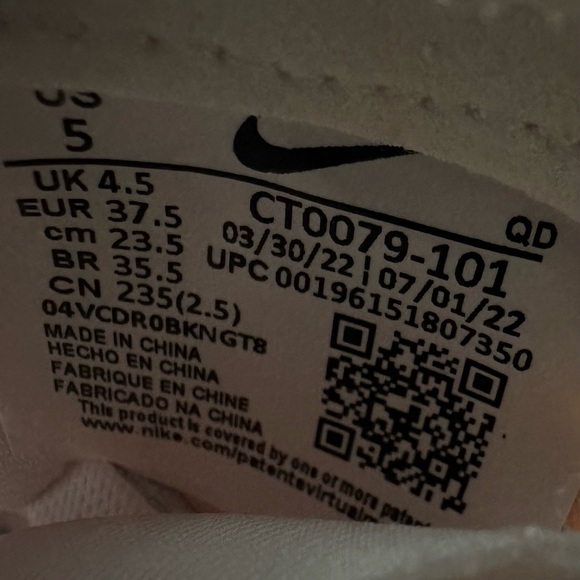 US
5
UK 4.5
EUR 37.5
cm 23.5
BR 35.5
CN 235(2.5)
04VCDR0BKNGT8
MADE IN CHINA
HECHO EN CHINA
FABRIQUE EN CHINE
FABRICADO NA CHINA
This product is covered by one or more
www.nike.com/patents
QD
CT0079-101
03/30/22 | 07/01/22
UPC 00196151807350